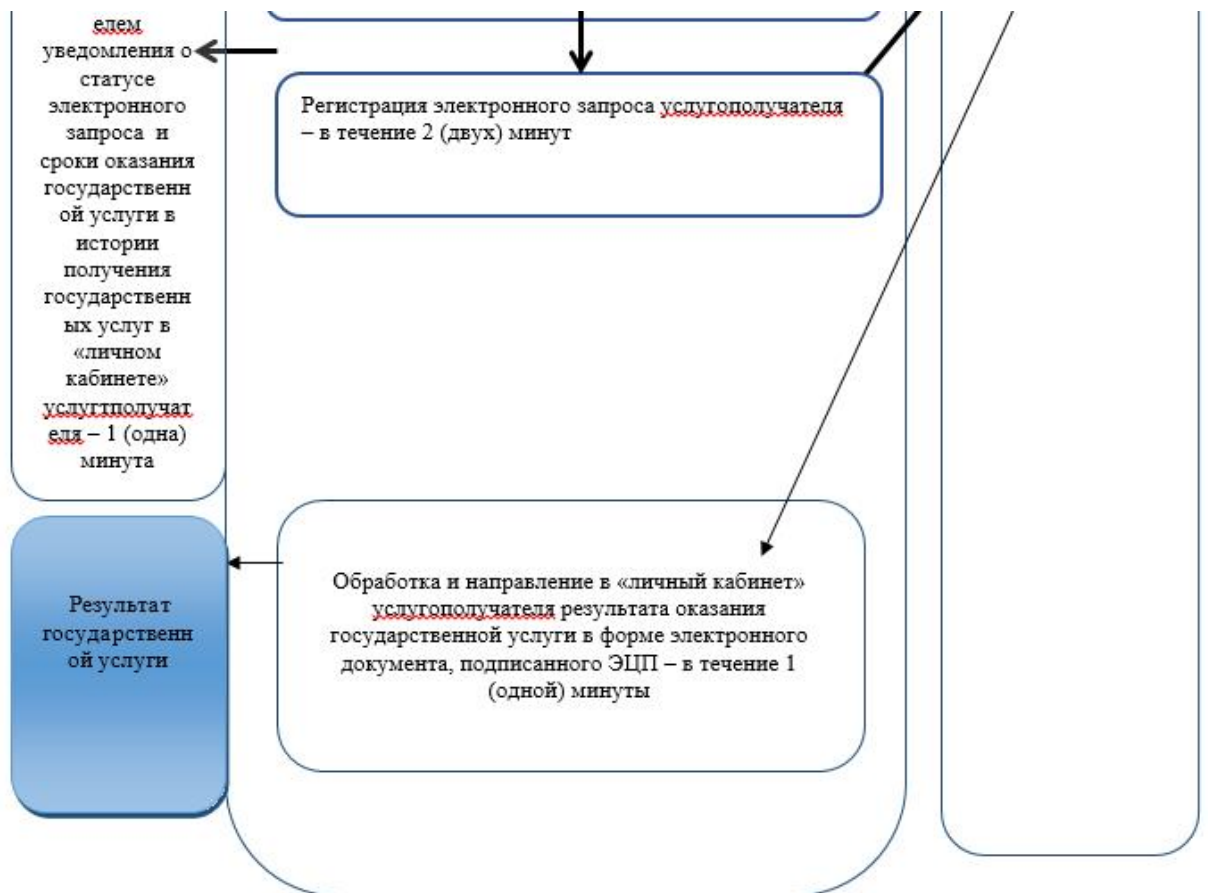 елем
уведомления о
статусе
электронного
запроса и
сроки оказания
государственн
ой услуги в
истории
получения
государственн
ых услуг в
«личном
кабинете»
услугтполучат
еля – 1 (одна)
минута
Регистрация электронного запроса услугополучателя
– в течение 2 (двух) минут
Результат
государственн
ой услуги
Обработка и направление в «личный кабинет»
услугополучателя результата оказания
государственной услуги в форме электронного
документа, подписанного ЭЦП – в течение 1
(одной) минуты